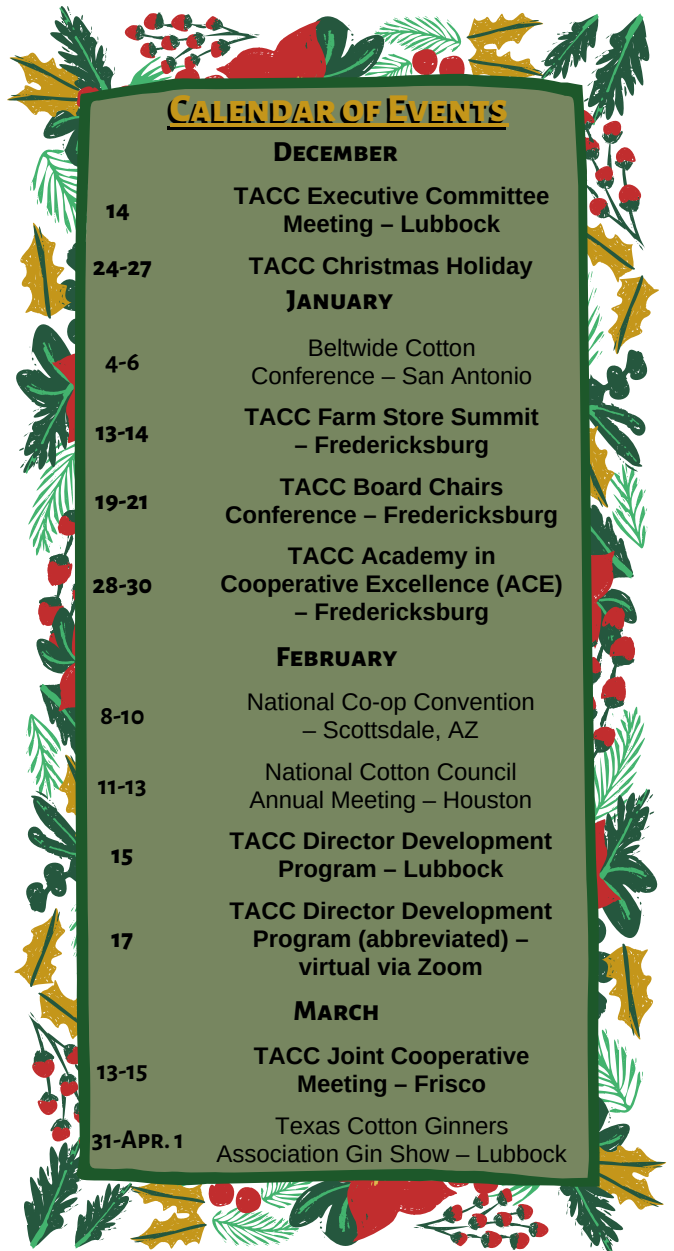 Calendar of Events
December
14 TACC Executive Committee
Meeting – Lubbock
24-27 TACC Christmas Holiday
January
4-6 Beltwide Cotton
Conference – San Antonio
13-14 TACC Farm Store Summit
– Fredericksburg
19-21 TACC Board Chairs
Conference – Fredericksburg
28-30 TACC Academy in
Cooperative Excellence (ACE)
– Fredericksburg
February
8-10 National Co-op Convention
– Scottsdale, AZ
11-13 National Cotton Council
Annual Meeting – Houston
15 TACC Director Development
Program – Lubbock
17 TACC Director Development
Program (abbreviated) –
virtual via Zoom
March
13-15 TACC Joint Cooperative
Meeting – Frisco
31-Apr. 1 Texas Cotton Ginners
Association Gin Show – Lubbock